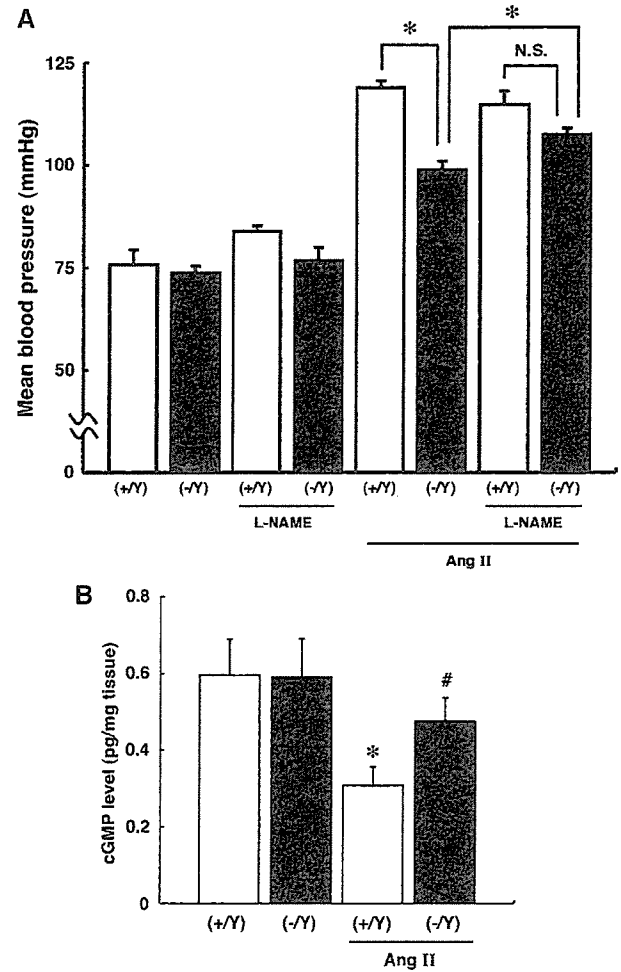 A
Mean blood pressure (mmHg)
125
100
75
50
0
*
*
N.S.
(+/Y) (-/Y) (+/Y) (-/Y) (+/Y) (-/Y) (+/Y) (-/Y)
L-NAME L-NAME
Ang II
B
cGMP level (pg/mg tissue)
0.8
0.6
0.4
0.2
0
*
#
(+/Y) (-/Y) (+/Y) (-/Y)
Ang II